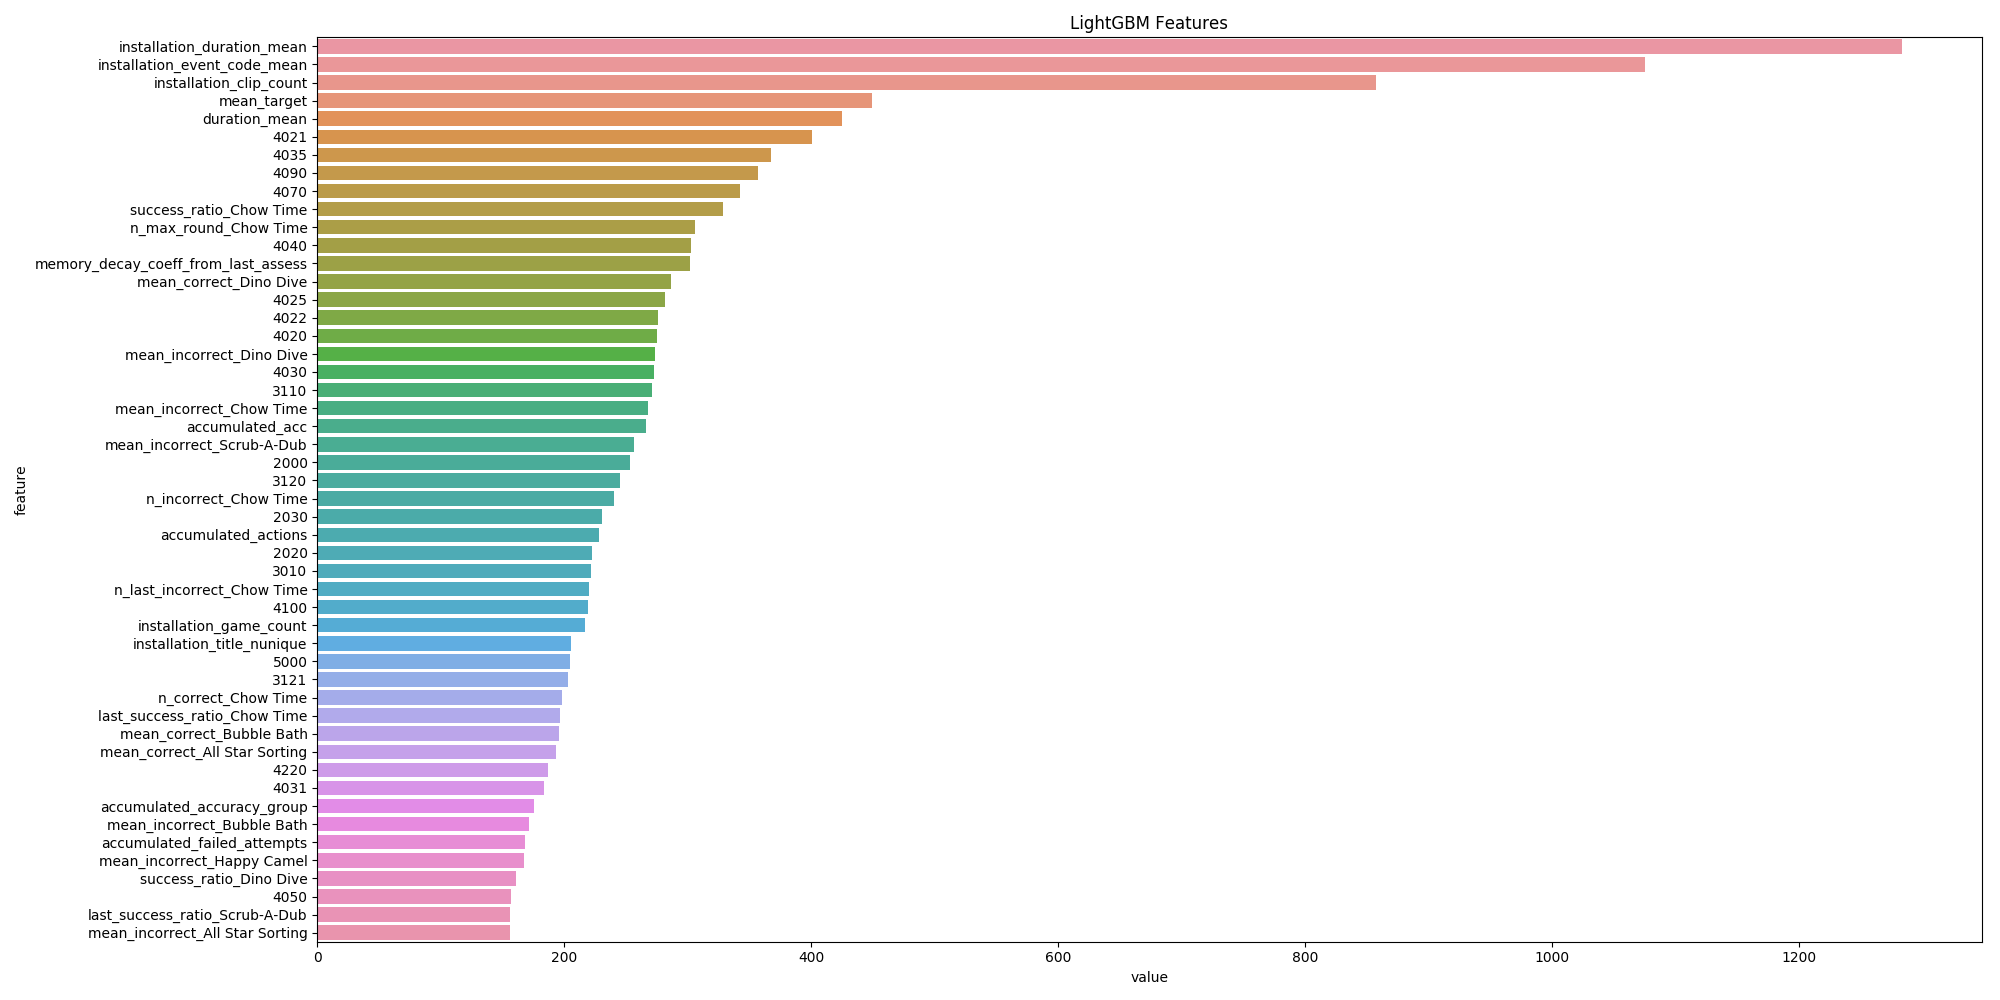 LightGBM Features
installation_duration_mean
installation_event_code_mean
installation_clip_count
mean_target
duration_mean
4021
4035
4090
4070
success_ratio_Chow Time
n_max_round_Chow Time
4040
memory_decay_coeff_from_last_assess
mean_correct_Dino Dive
4025
4022
4020
mean_incorrect_Dino Dive
4030
3110
mean_incorrect_Chow Time
accumulated_acc
mean_incorrect_Scrub-A-Dub
2000
3120
n_incorrect_Chow Time
2030
accumulated_actions
2020
3010
n_last_incorrect_Chow Time
4100
installation_game_count
installation_title_nunique
5000
3121
n_correct_Chow Time
last_success_ratio_Chow Time
mean_correct_Bubble Bath
mean_correct_All Star Sorting
4220
4031
accumulated_accuracy_group
mean_incorrect_Bubble Bath
accumulated_failed_attempts
mean_incorrect_Happy Camel
success_ratio_Dino Dive
4050
last_success_ratio_Scrub-A-Dub
mean_incorrect_All Star Sorting
feature
0 200 400 600 800 1000 1200
value